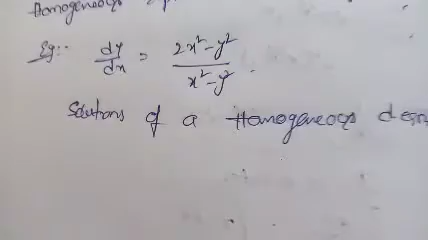 Homogeneous
Eg:- dy/dx = 2x²-y² / x²-y² .
Solutions of a Homogeneous